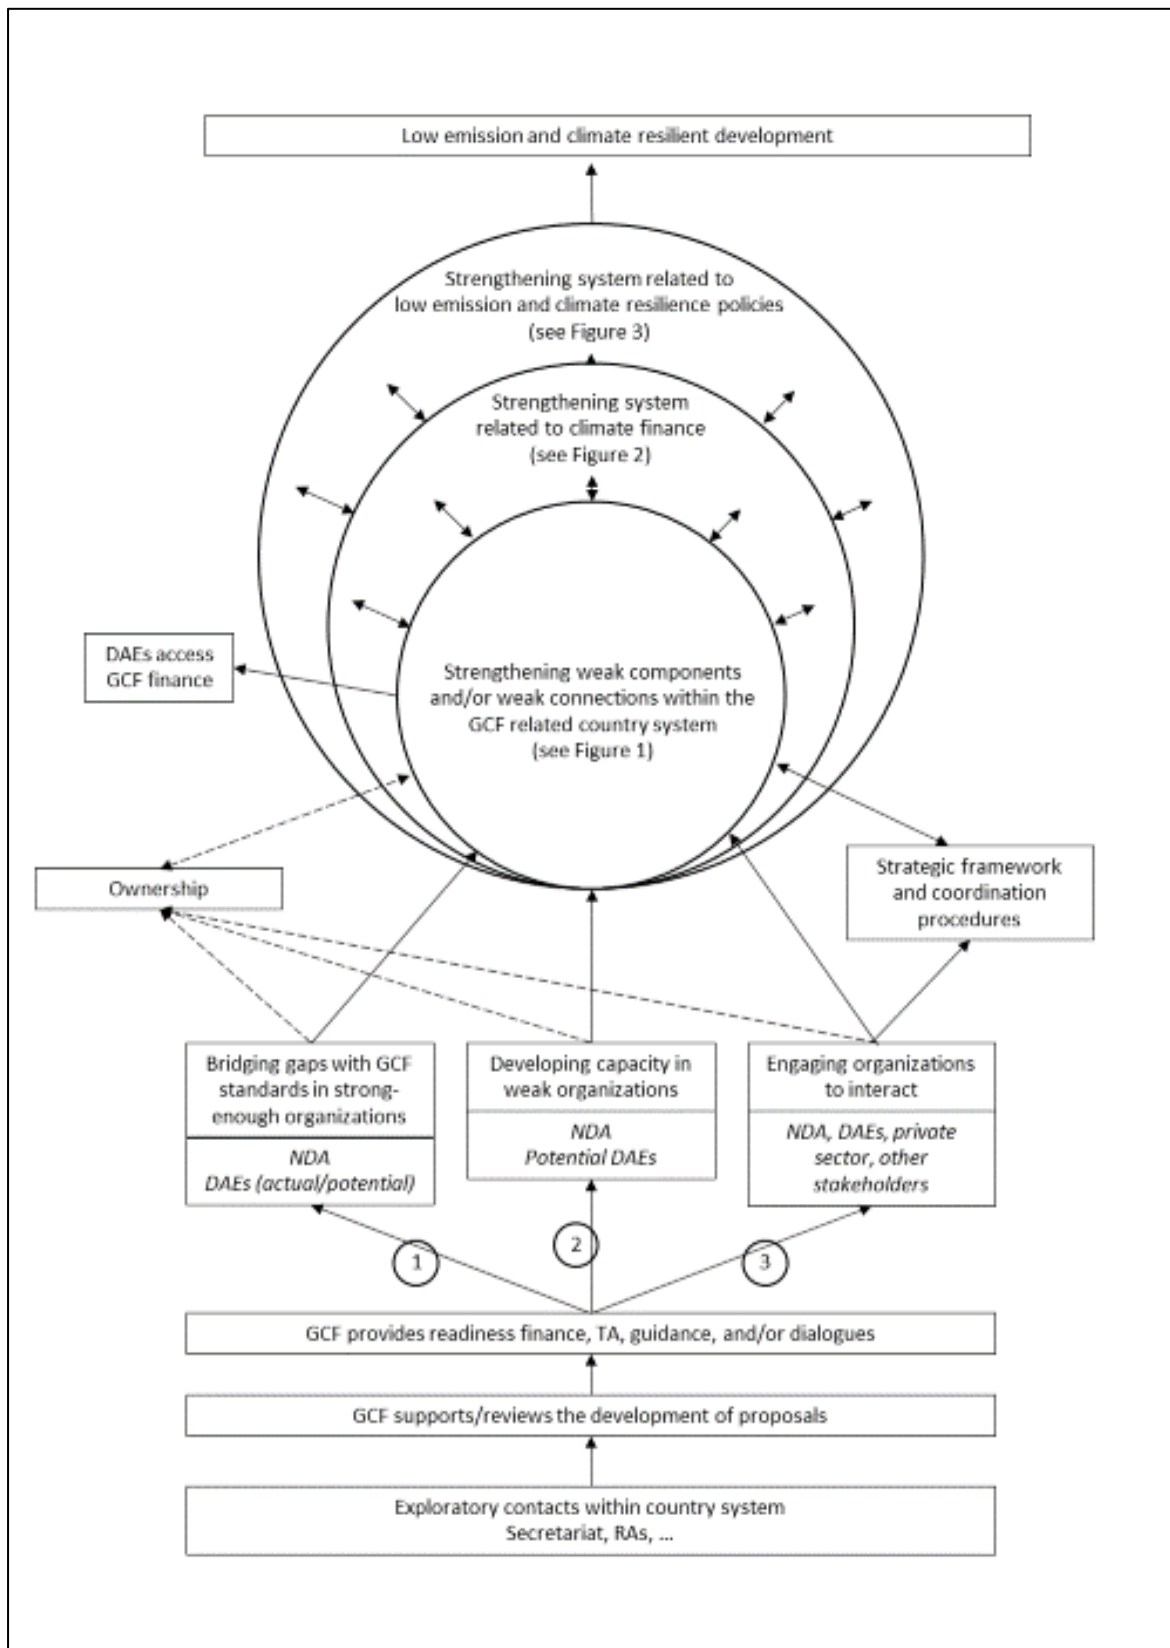 Low emission and climate resilient development
Strengthening system related to
low emission and climate resilience policies
(see Figure 3)
Strengthening system
related to climate finance
(see Figure 2)
DAEs access
GCF finance
Strengthening weak components
and/or weak connections within the
GCF related country system
(see Figure 1)
Ownership
Strategic framework
and coordination
procedures
Bridging gaps with GCF
standards in strong-
enough organizations
NDA
DAEs (actual/potential)
Developing capacity in
weak organizations
NDA
Potential DAEs
Engaging organizations
to interact
NDA, DAEs, private
sector, other
stakeholders
1
2
3
GCF provides readiness finance, TA, guidance, and/or dialogues
GCF supports/reviews the development of proposals
Exploratory contacts within country system
Secretariat, RAs, ...